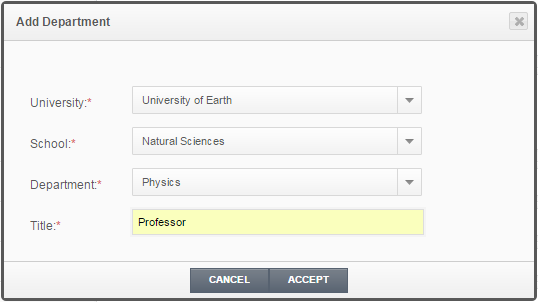 Add Department
University:* University of Earth
School:* Natural Sciences
Department:* Physics
Title:* Professor
CANCEL ACCEPT